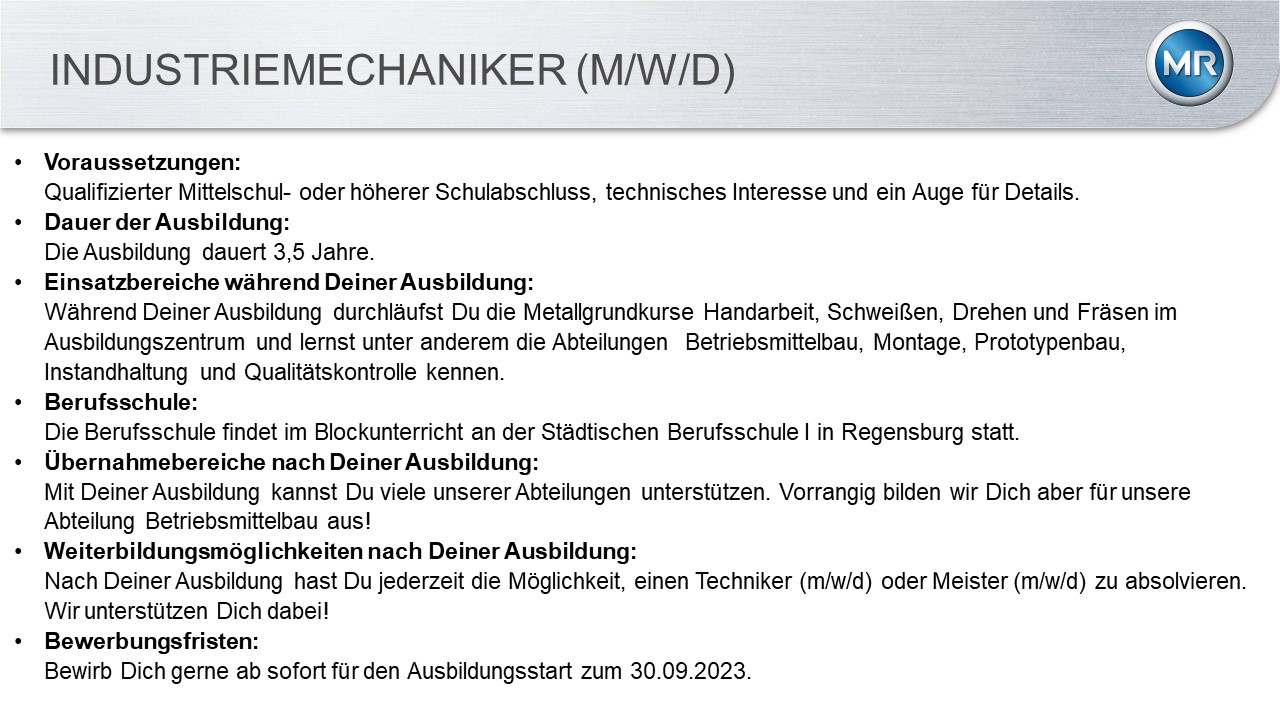 INDUSTRIEMECHANIKER (M/W/D)
MR
• Voraussetzungen:
Qualifizierter Mittelschul- oder höherer Schulabschluss, technisches Interesse und ein Auge für Details.
• Dauer der Ausbildung:
Die Ausbildung dauert 3,5 Jahre.
• Einsatzbereiche während Deiner Ausbildung:
Während Deiner Ausbildung durchläufst Du die Metallgrundkurse Handarbeit, Schweißen, Drehen und Fräsen im
Ausbildungszentrum und lernst unter anderem die Abteilungen Betriebsmittelbau, Montage, Prototypenbau,
Instandhaltung und Qualitätskontrolle kennen.
• Berufsschule:
Die Berufsschule findet im Blockunterricht an der Städtischen Berufsschule I in Regensburg statt.
• Übernahmebereiche nach Deiner Ausbildung:
Mit Deiner Ausbildung kannst Du viele unserer Abteilungen unterstützen. Vorrangig bilden wir Dich aber für unsere
Abteilung Betriebsmittelbau aus!
• Weiterbildungsmöglichkeiten nach Deiner Ausbildung:
Nach Deiner Ausbildung hast Du jederzeit die Möglichkeit, einen Techniker (m/w/d) oder Meister (m/w/d) zu absolvieren.
Wir unterstützen Dich dabei!
• Bewerbungsfristen:
Bewirb Dich gerne ab sofort für den Ausbildungsstart zum 30.09.2023.